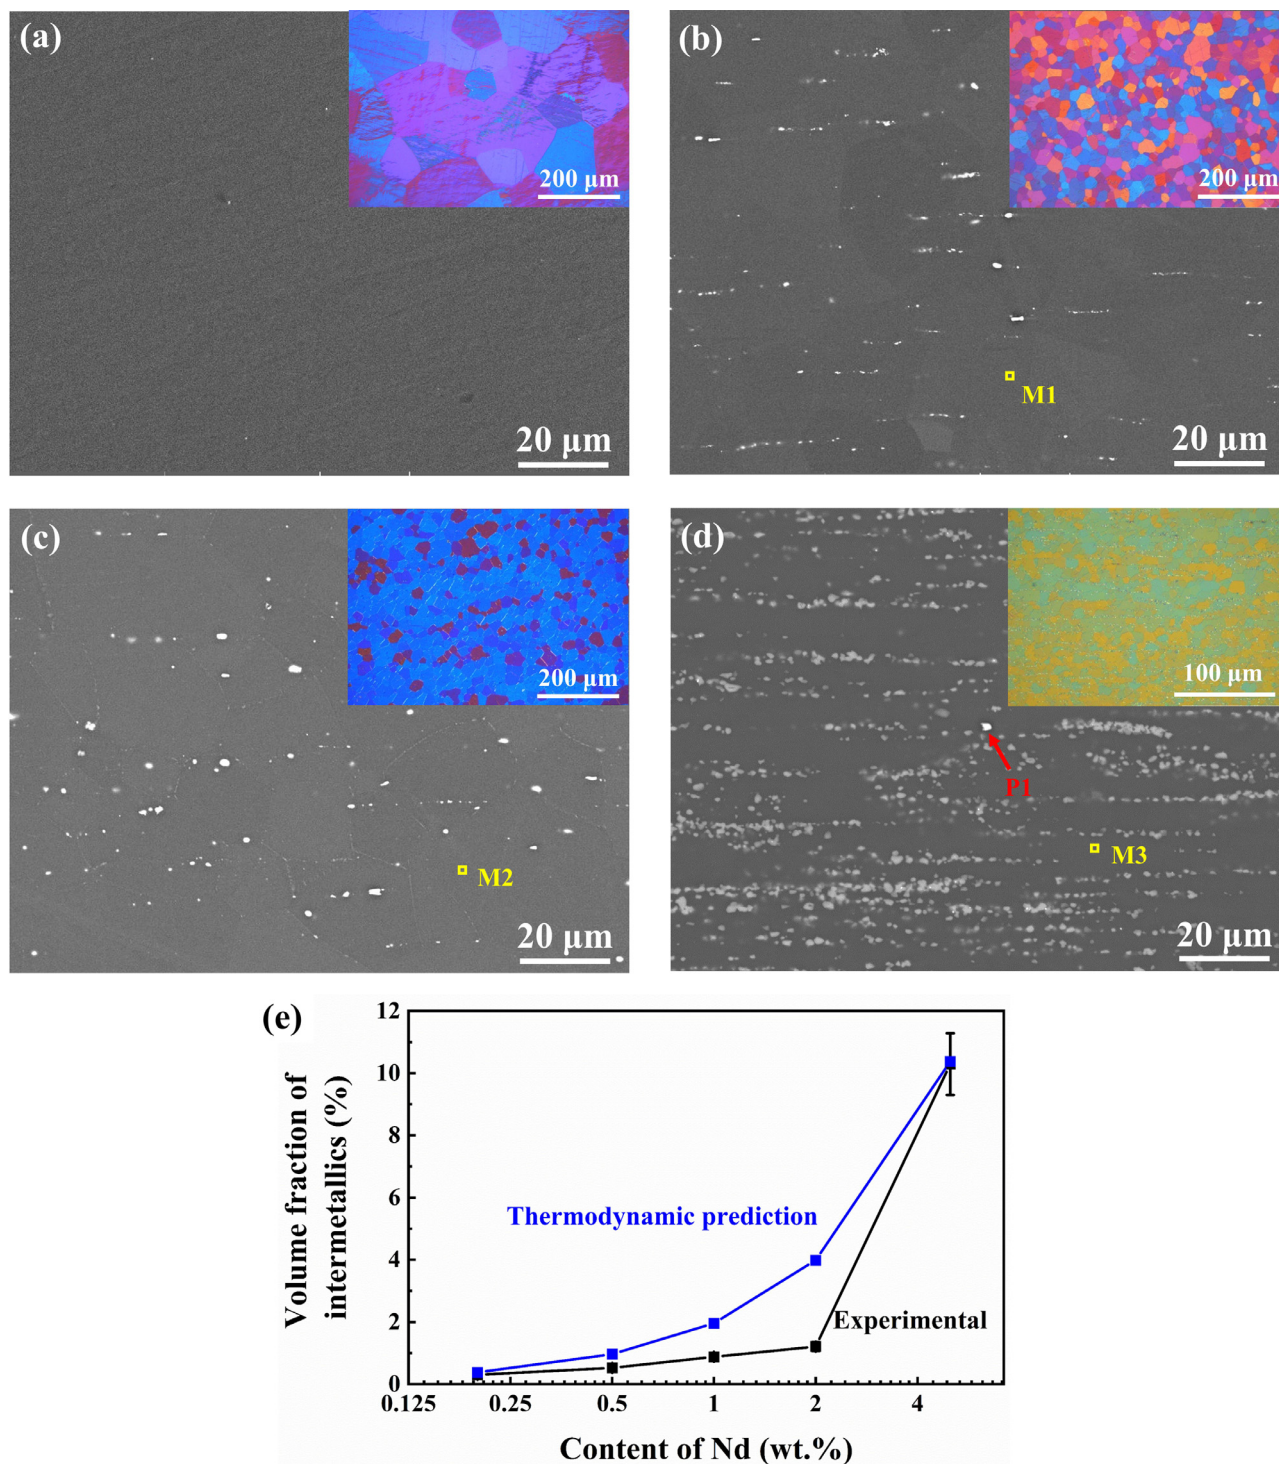 (a)
200 μm
20 μm
(b)
200 μm
M1
20 μm
(c)
200 μm
M2
20 μm
(d)
100 μm
P1
M3
20 μm
(e)
Volume fraction of
intermetallics (%)
12
10
8
6
4
2
0
Thermodynamic prediction
Experimental
0.125
0.25
0.5
1
2
4
Content of Nd (wt.%)